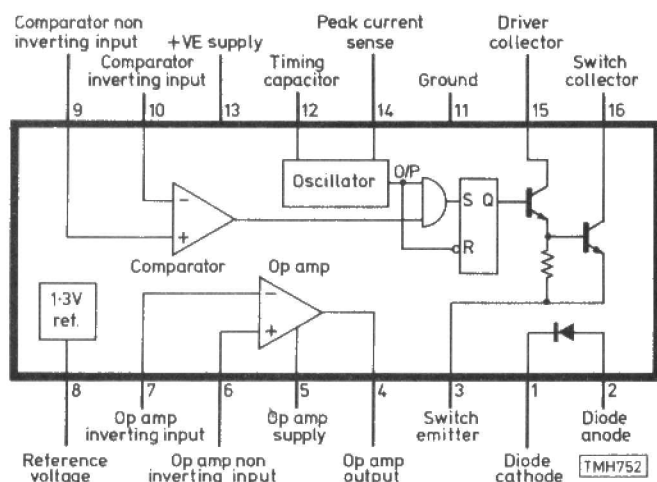 Comparator non
inverting input
+VE supply
Peak current
sense
Driver
collector
Comparator
inverting input
Timing
capacitor
Ground
Switch
collector
9
10
13
12
14
11
15
16
Oscillator
O/P
S Q
R
−
+
Comparator
Op amp
−
+
1·3V
ref.
8
7
6
5
4
3
1
2
Op amp
inverting input
Op amp
supply
Switch
emitter
Diode
anode
Reference
voltage
Op amp non
inverting input
Op amp
output
Diode
cathode
TMH752